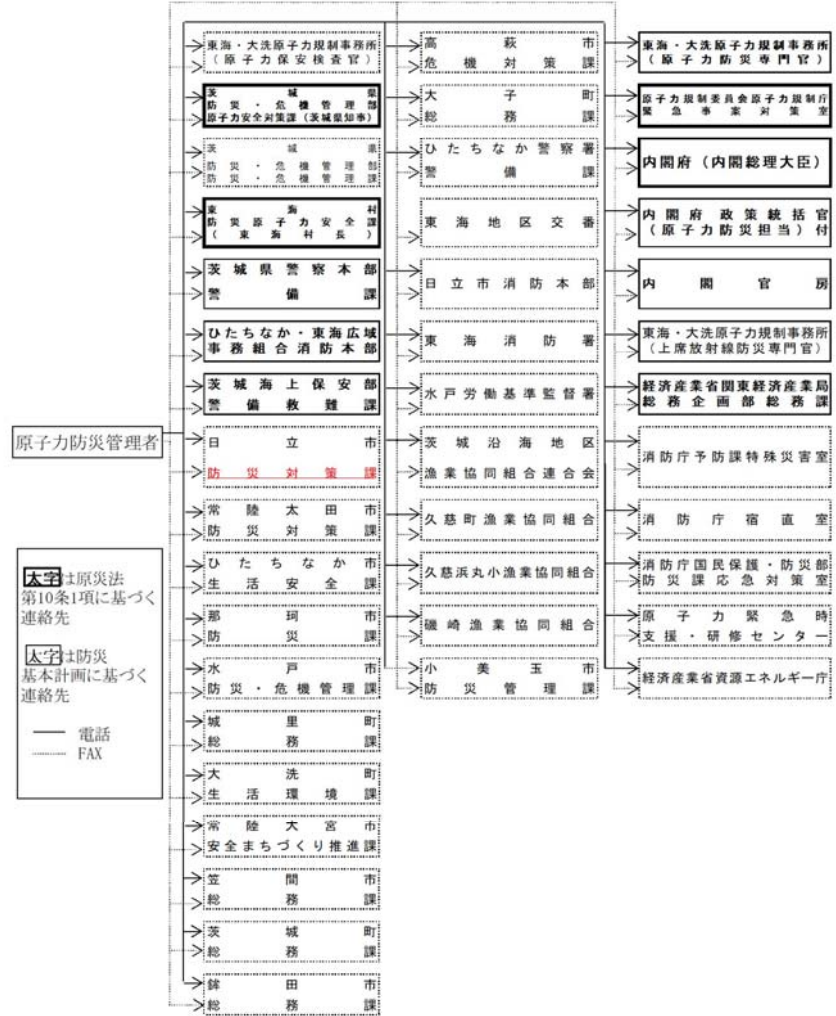 原子力防災管理者
太字は原災法
第10条1項に基づく
連絡先
太字は防災
基本計画に基づく
連絡先
電話
FAX
東海・大洗原子力規制事務所
(原子力保安検査官)
茨城県
防災・危機管理部
原子力安全対策課(茨城県知事)
茨城県
防災・危機管理部
防災・危機管理課
東海村
防災原子力安全課
(東海村長)
茨城県警察本部
警備課
ひたちなか・東海広域
事務組合消防本部
茨城海上保安部
警備救難課
日立市
防災対策課
常陸太田市
防災対策課
ひたちなか市
生活安全課
那珂市
防災課
水戸市
防災・危機管理課
城里町
総務課
大洗町
生活環境課
常陸大宮市
安全まちづくり推進課
笠間市
総務課
茨城町
総務課
鉾田市
総務課
高萩市
危機対策課
大子町
総務課
ひたちなか警察署
警備課
東海地区交番
日立市消防本部
東海消防署
水戸労働基準監督署
茨城沿海地区
漁業協同組合連合会
久慈町漁業協同組合
久慈浜丸小漁業協同組合
磯崎漁業協同組合
小美玉市
防災管理課
東海・大洗原子力規制事務所
(原子力防災専門官)
原子力規制委員会原子力規制庁
緊急事案対策室
内閣府(内閣総理大臣)
内閣府政策統括官
(原子力防災担当)付
内閣官房
東海・大洗原子力規制事務所
(上席放射線防災専門官)
経済産業省関東経済産業局
総務企画部総務課
消防庁予防課特殊災害室
消防庁宿直室
消防庁国民保護・防災部
防災課応急対策室
原子力緊急時
支援・研修センター
経済産業省資源エネルギー庁